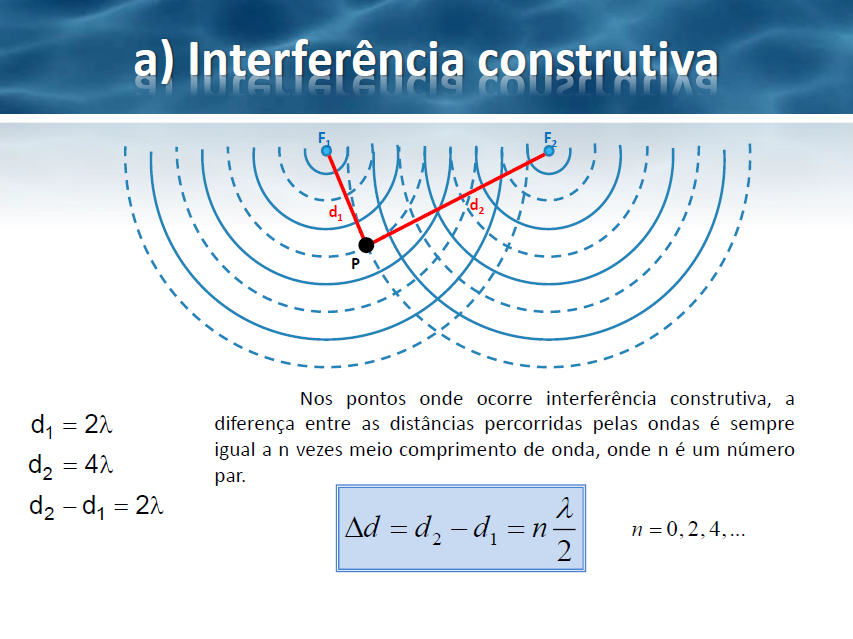 a) Interferência construtiva
F1 F2
d1 d2
P
Nos pontos onde ocorre interferência construtiva, a
diferença entre as distâncias percorridas pelas ondas é sempre
igual a n vezes meio comprimento de onda, onde n é um número
par.
d₁ = 2λ
d₂ = 4λ
d₂ − d₁ = 2λ
Δd = d₂ − d₁ = n λ/2
n = 0, 2, 4, ...